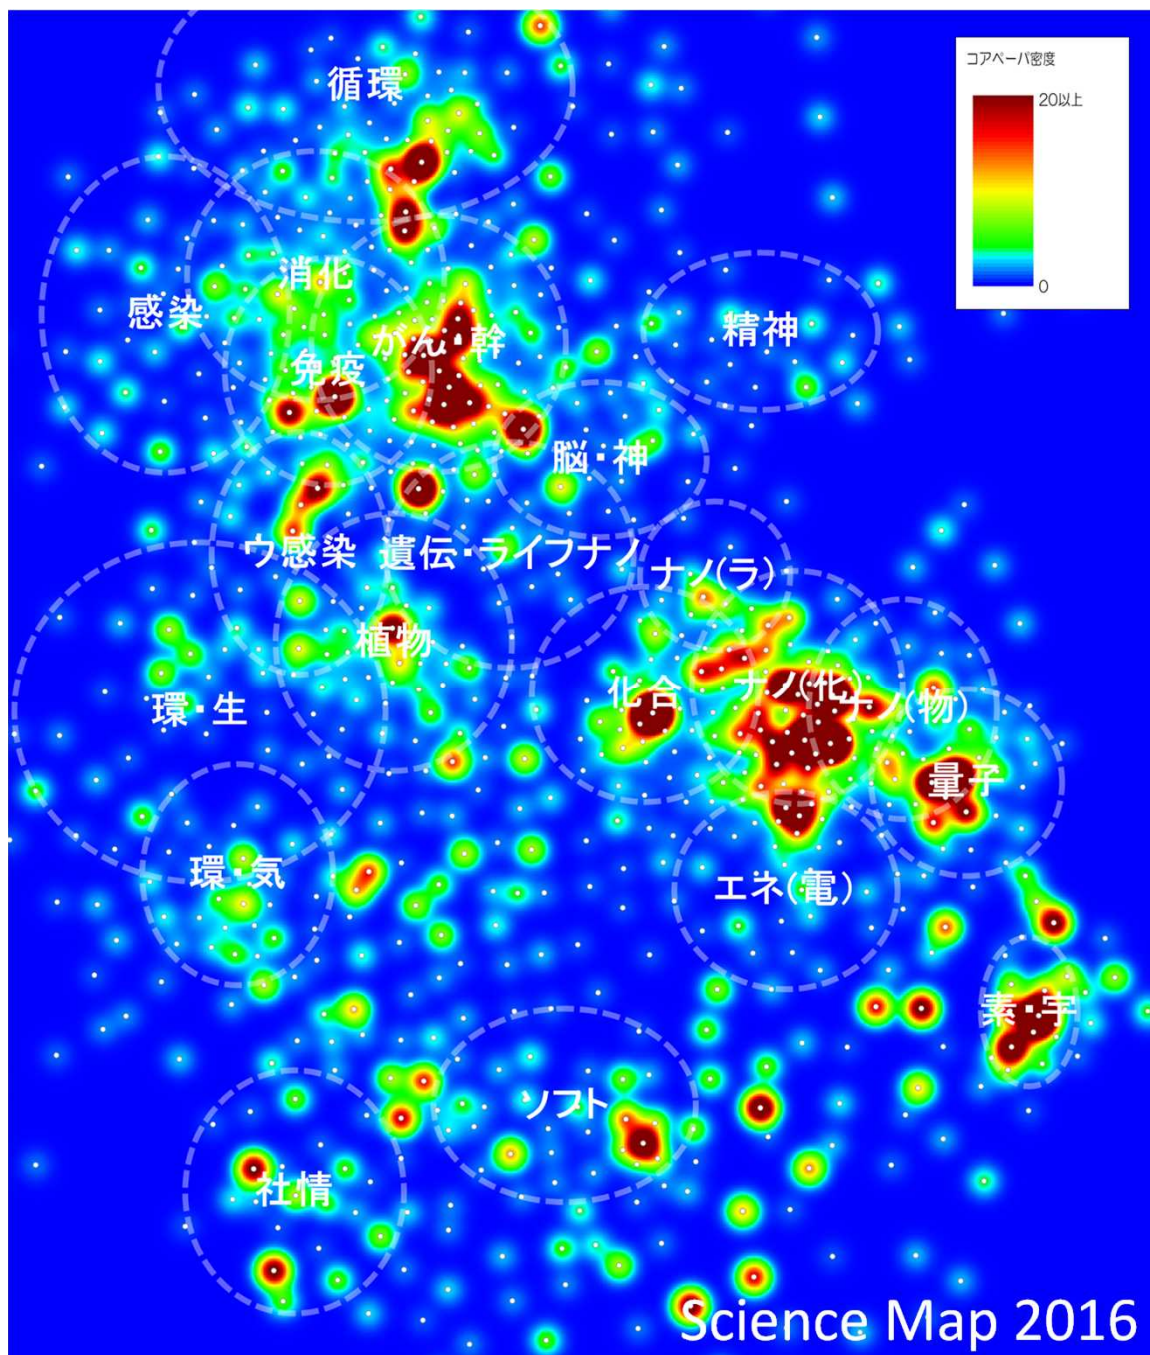 コアペーパ密度
20以上
0
循環
消化
感染
がん・幹
精神
免疫
脳・神
ウ感染
遺伝・ライフナノ
ナノ(ラ)
植物
化合
ナノ(化)
ナノ(物)
環・生
量子
環・気
エネ(電)
素・宇
ソフト
社情
Science Map 2016